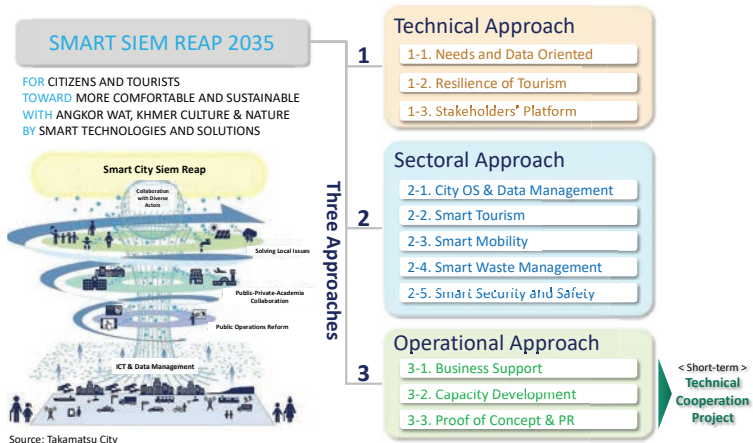 SMART SIEM REAP 2035
FOR CITIZENS AND TOURISTS
TOWARD MORE COMFORTABLE AND SUSTAINABLE
WITH ANGKOR WAT, KHMER CULTURE & NATURE
BY SMART TECHNOLOGIES AND SOLUTIONS
Smart City Siem Reap
Collaboration
with Diverse
Actors
Solving Local Issues
Public-Private-Academia
Collaboration
Public Operations Reform
ICT & Data Management
Source: Takamatsu City
Three Approaches
1
Technical Approach
1-1. Needs and Data Oriented
1-2. Resilience of Tourism
1-3. Stakeholders' Platform
2
Sectoral Approach
2-1. City OS & Data Management
2-2. Smart Tourism
2-3. Smart Mobility
2-4. Smart Waste Management
2-5. Smart Security and Safety
3
Operational Approach
3-1. Business Support
3-2. Capacity Development
3-3. Proof of Concept & PR
< Short-term >
Technical
Cooperation
Project